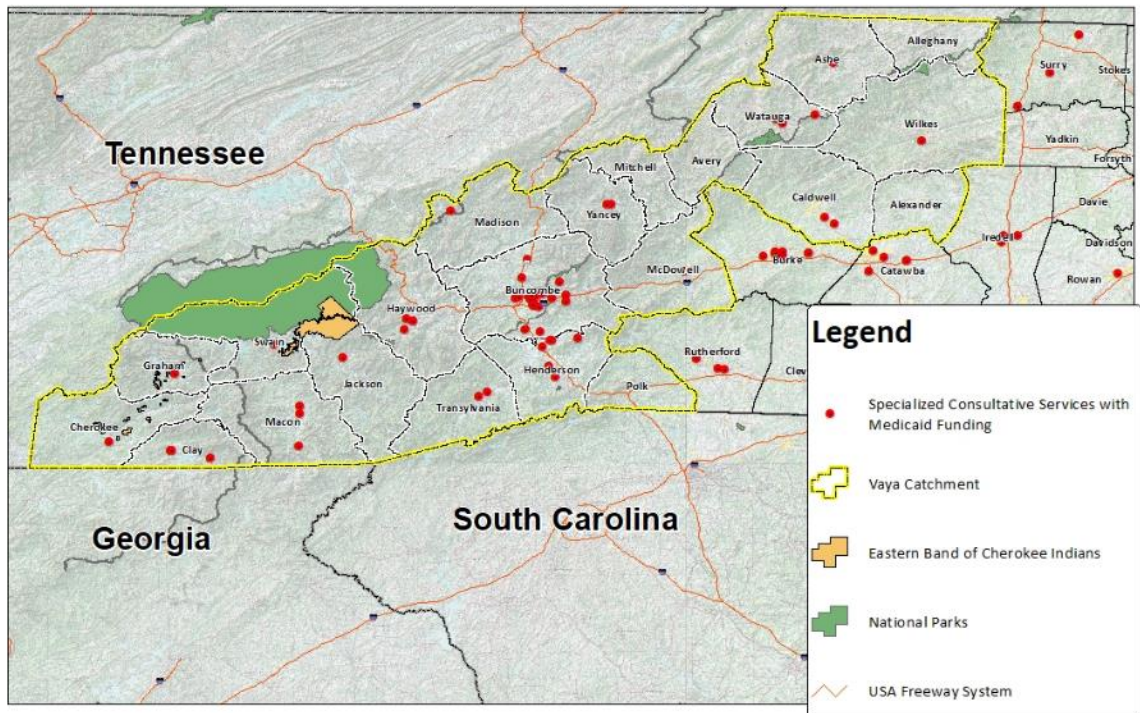 Alleghany
Ashe
Surry
Stokes
Watauga
Wilkes
Yadkin
Forsyth
Tennessee
Mitchell
Avery
Caldwell
Alexander
Davie
Madison
Yancey
Iredell
Davidson
McDowell
Burke
Catawba
Rowan
Buncombe
Haywood
Swain
Rutherford
Graham
Henderson
Jackson
Polk
Clev
Transylvania
Macon
Cherokee
Clay
Georgia
South Carolina
Legend
Specialized Consultative Services with
Medicaid Funding
Vaya Catchment
Eastern Band of Cherokee Indians
National Parks
USA Freeway System